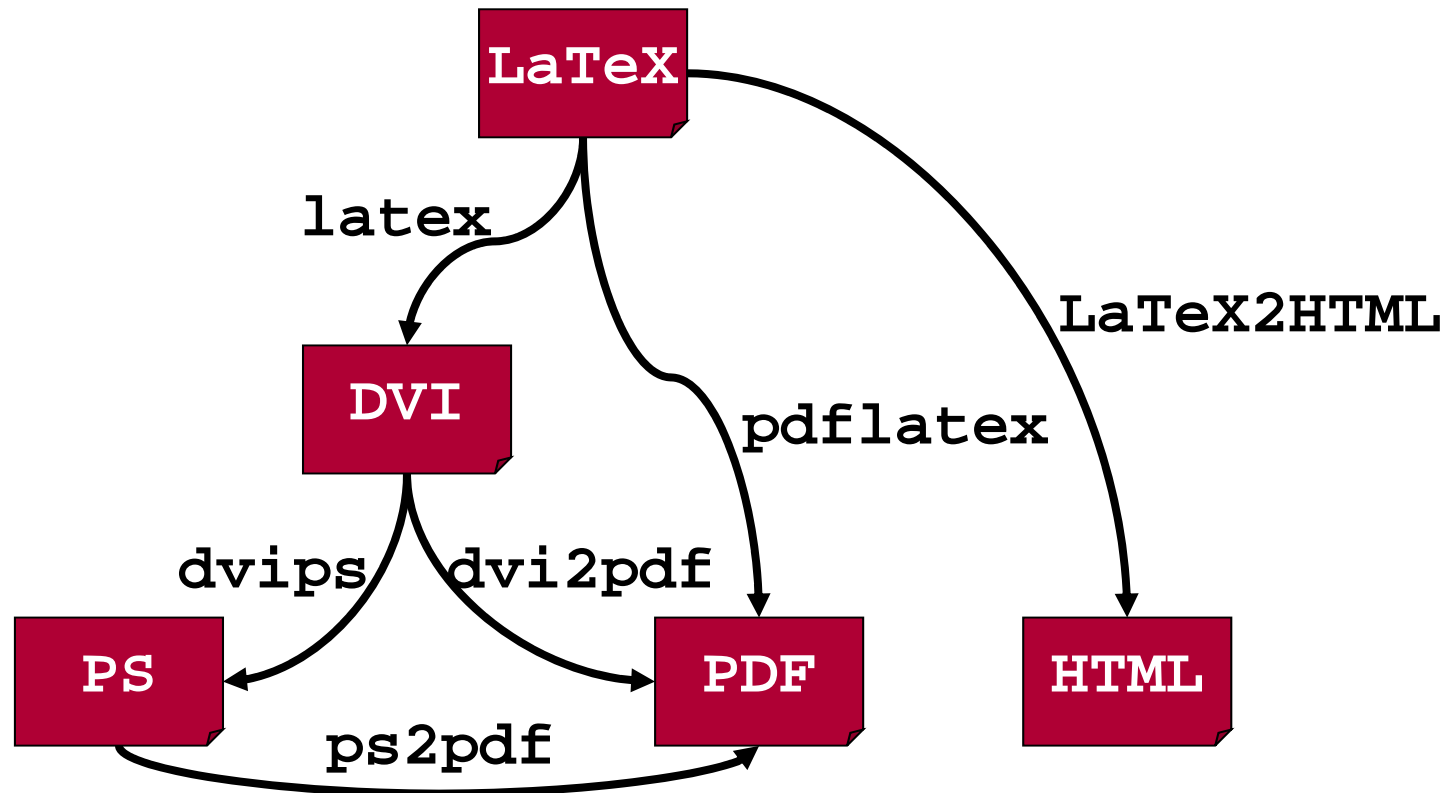 LaTeX
latex
LaTeX2HTML
DVI
pdflatex
dvips
dvi2pdf
PS
PDF
HTML
ps2pdf